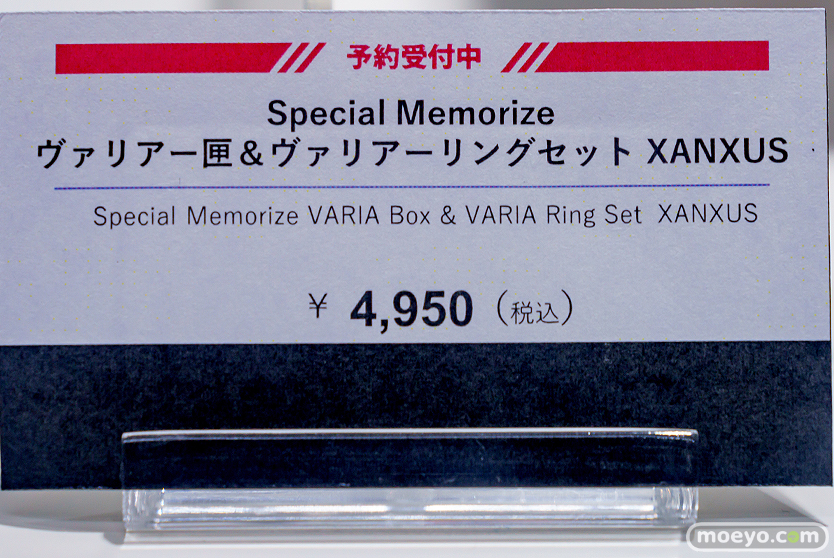 予約受付中
Special Memorize
ヴァリアー匣&ヴァリアーリングセット XANXUS
Special Memorize VARIA Box & VARIA Ring Set XANXUS
¥ 4,950 (税込)
moeyo.com